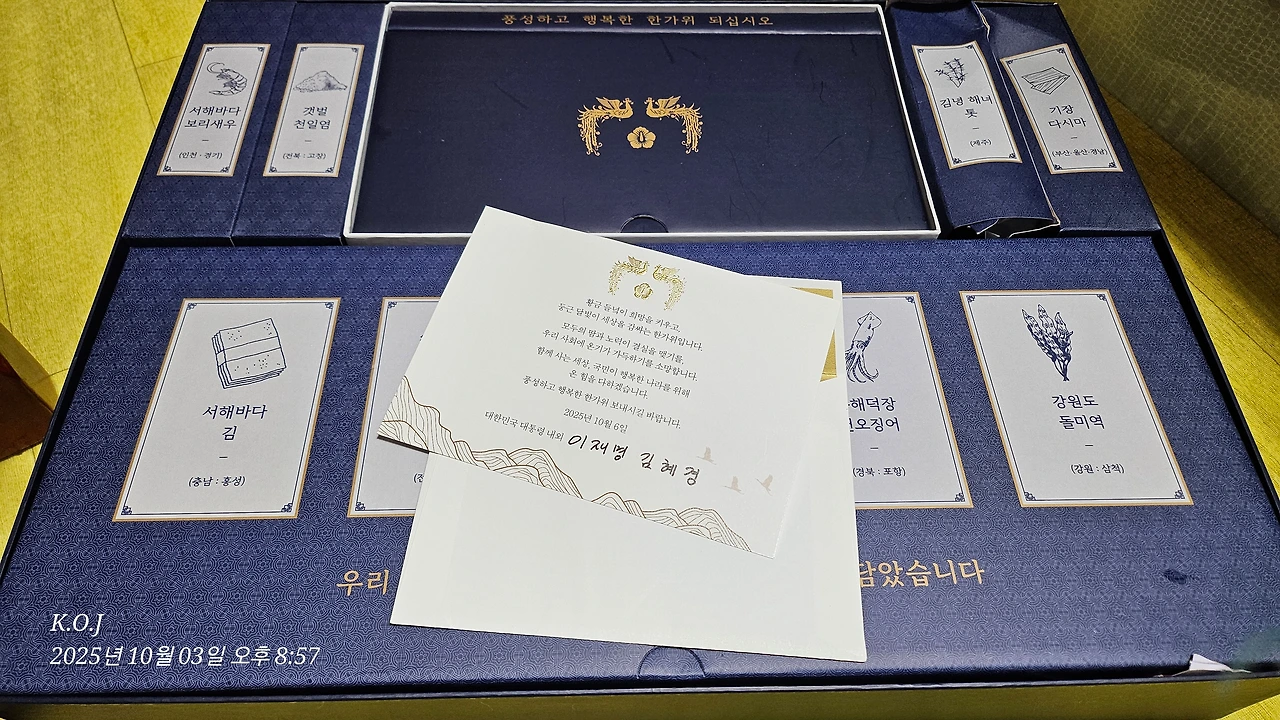 풍성하고 행복한 한가위 되십시오
서해바다
보리새우
(인천·경기)
갯벌
천일염
(전북 : 고창)
김녕 해녀
톳
(제주)
기장
다시마
(부산·울산·경남)
황금 들녘이 희망을 키우고,
둥근 달빛이 세상을 감싸는 한가위입니다.
모두의 땀과 노력이 결실을 맺기를,
우리 사회에 온기가 가득하기를 소망합니다.
함께 사는 세상, 국민이 행복한 나라를 위해
온 힘을 다하겠습니다.
풍성하고 행복한 한가위 보내시길 바랍니다.
2025년 10월 6일
대한민국 대통령 내외 이재명 김혜경
서해바다
김
(충남 : 홍성)
해덕장
오징어
(경북 : 포항)
강원도
돌미역
(강원 : 삼척)
우리
담았습니다
K.O.J
2025년 10월 03일 오후 8:57